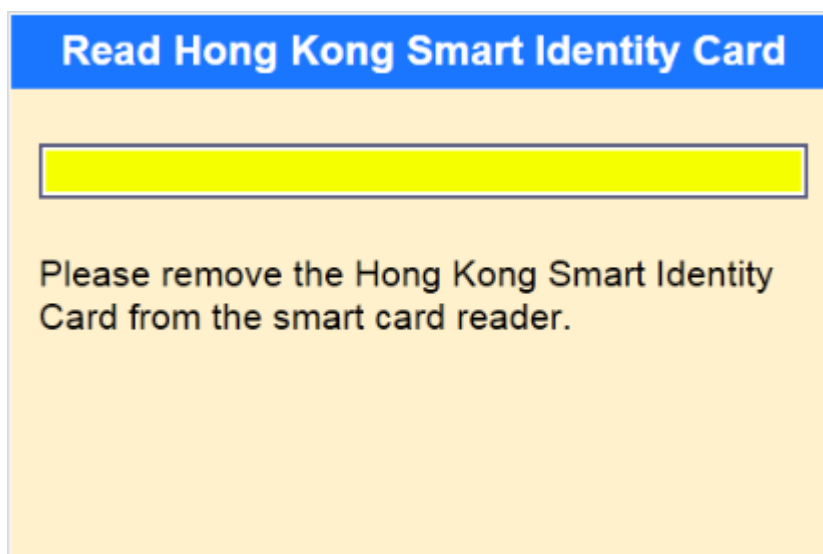 Read Hong Kong Smart Identity Card
Please remove the Hong Kong Smart Identity
Card from the smart card reader.